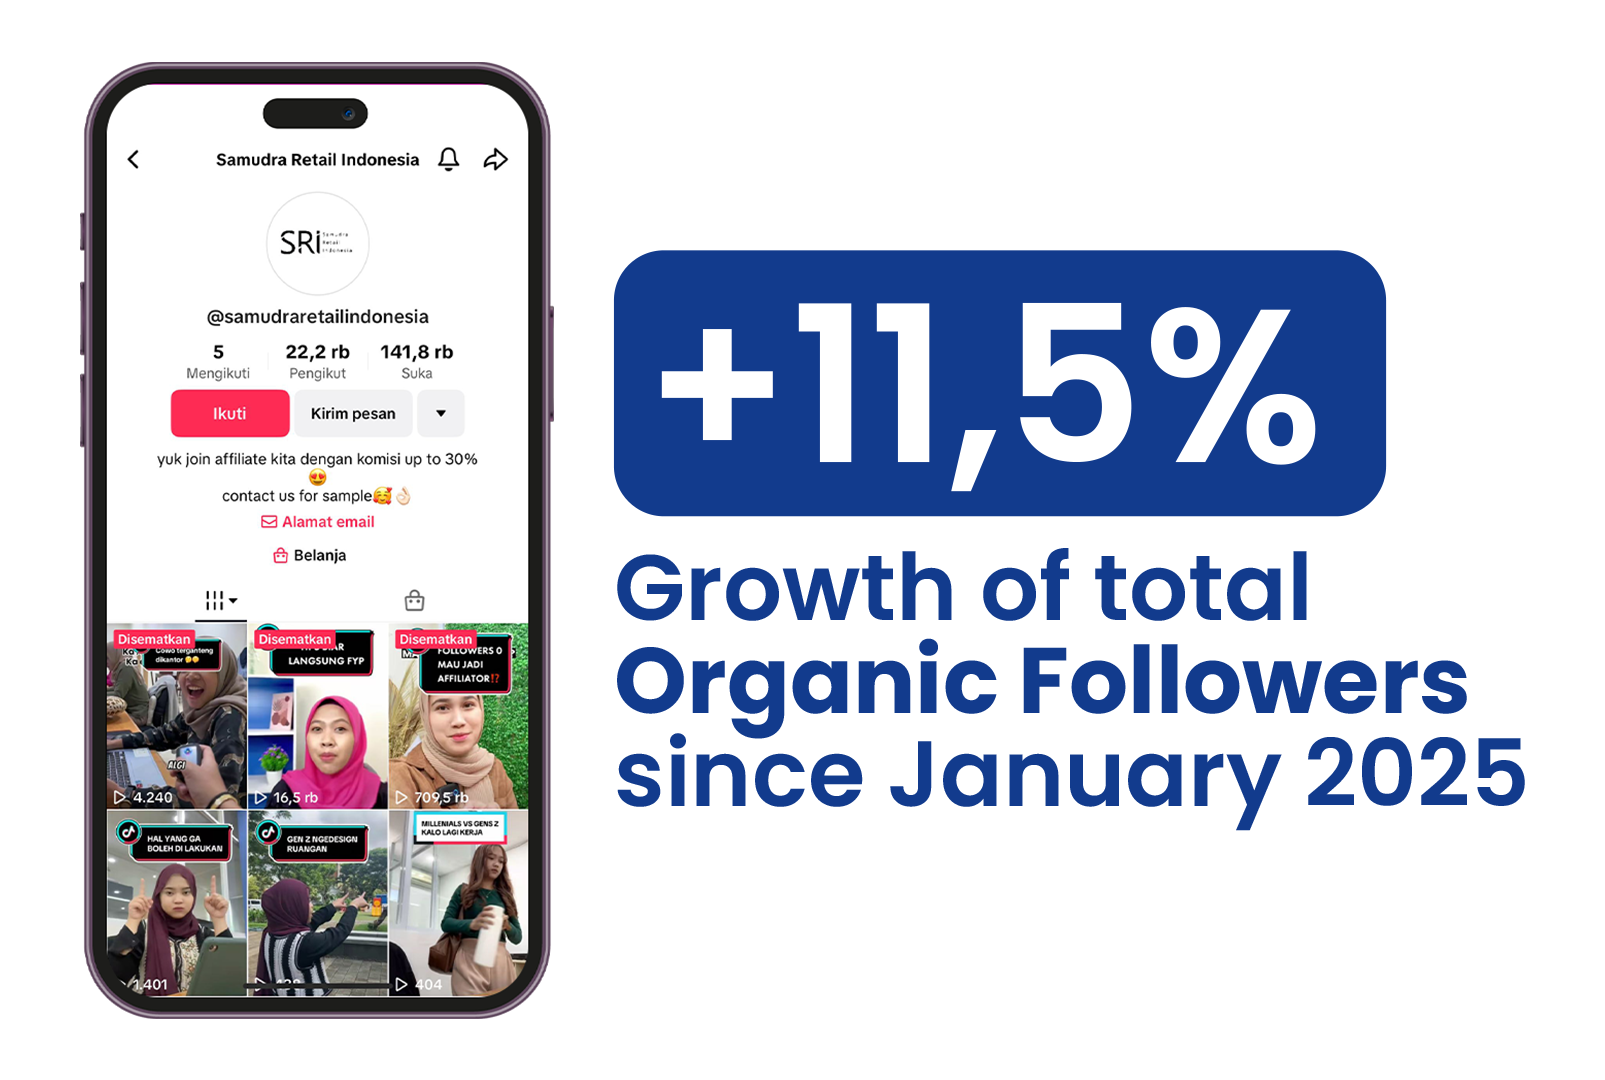 Samudra Retail Indonesia
SRi Samudra
Retail
Indonesia
@samudraretailindonesia
5 22,2 rb 141,8 rb
Mengikuti Pengikut Suka
Ikuti Kirim pesan
yuk join affiliate kita dengan komisi up to 30%
😍
contact us for sample🥰👌🏻
Alamat email
Belanja
Disematkan
Cowo terganteng
dikantor
ALGI
4.240
Disematkan
LANGSUNG FYP
16,5 rb
Disematkan
FOLLOWERS 0
MAU JADI
AFFILIATOR⁉️
709,5 rb
HAL YANG GA
BOLEH DI LAKUKAN
1.401
GEN Z NGEDESIGN
RUANGAN
MILLENIALS VS GENS Z
KALO LAGI KERJA
404
+11,5%
Growth of total
Organic Followers
since January 2025